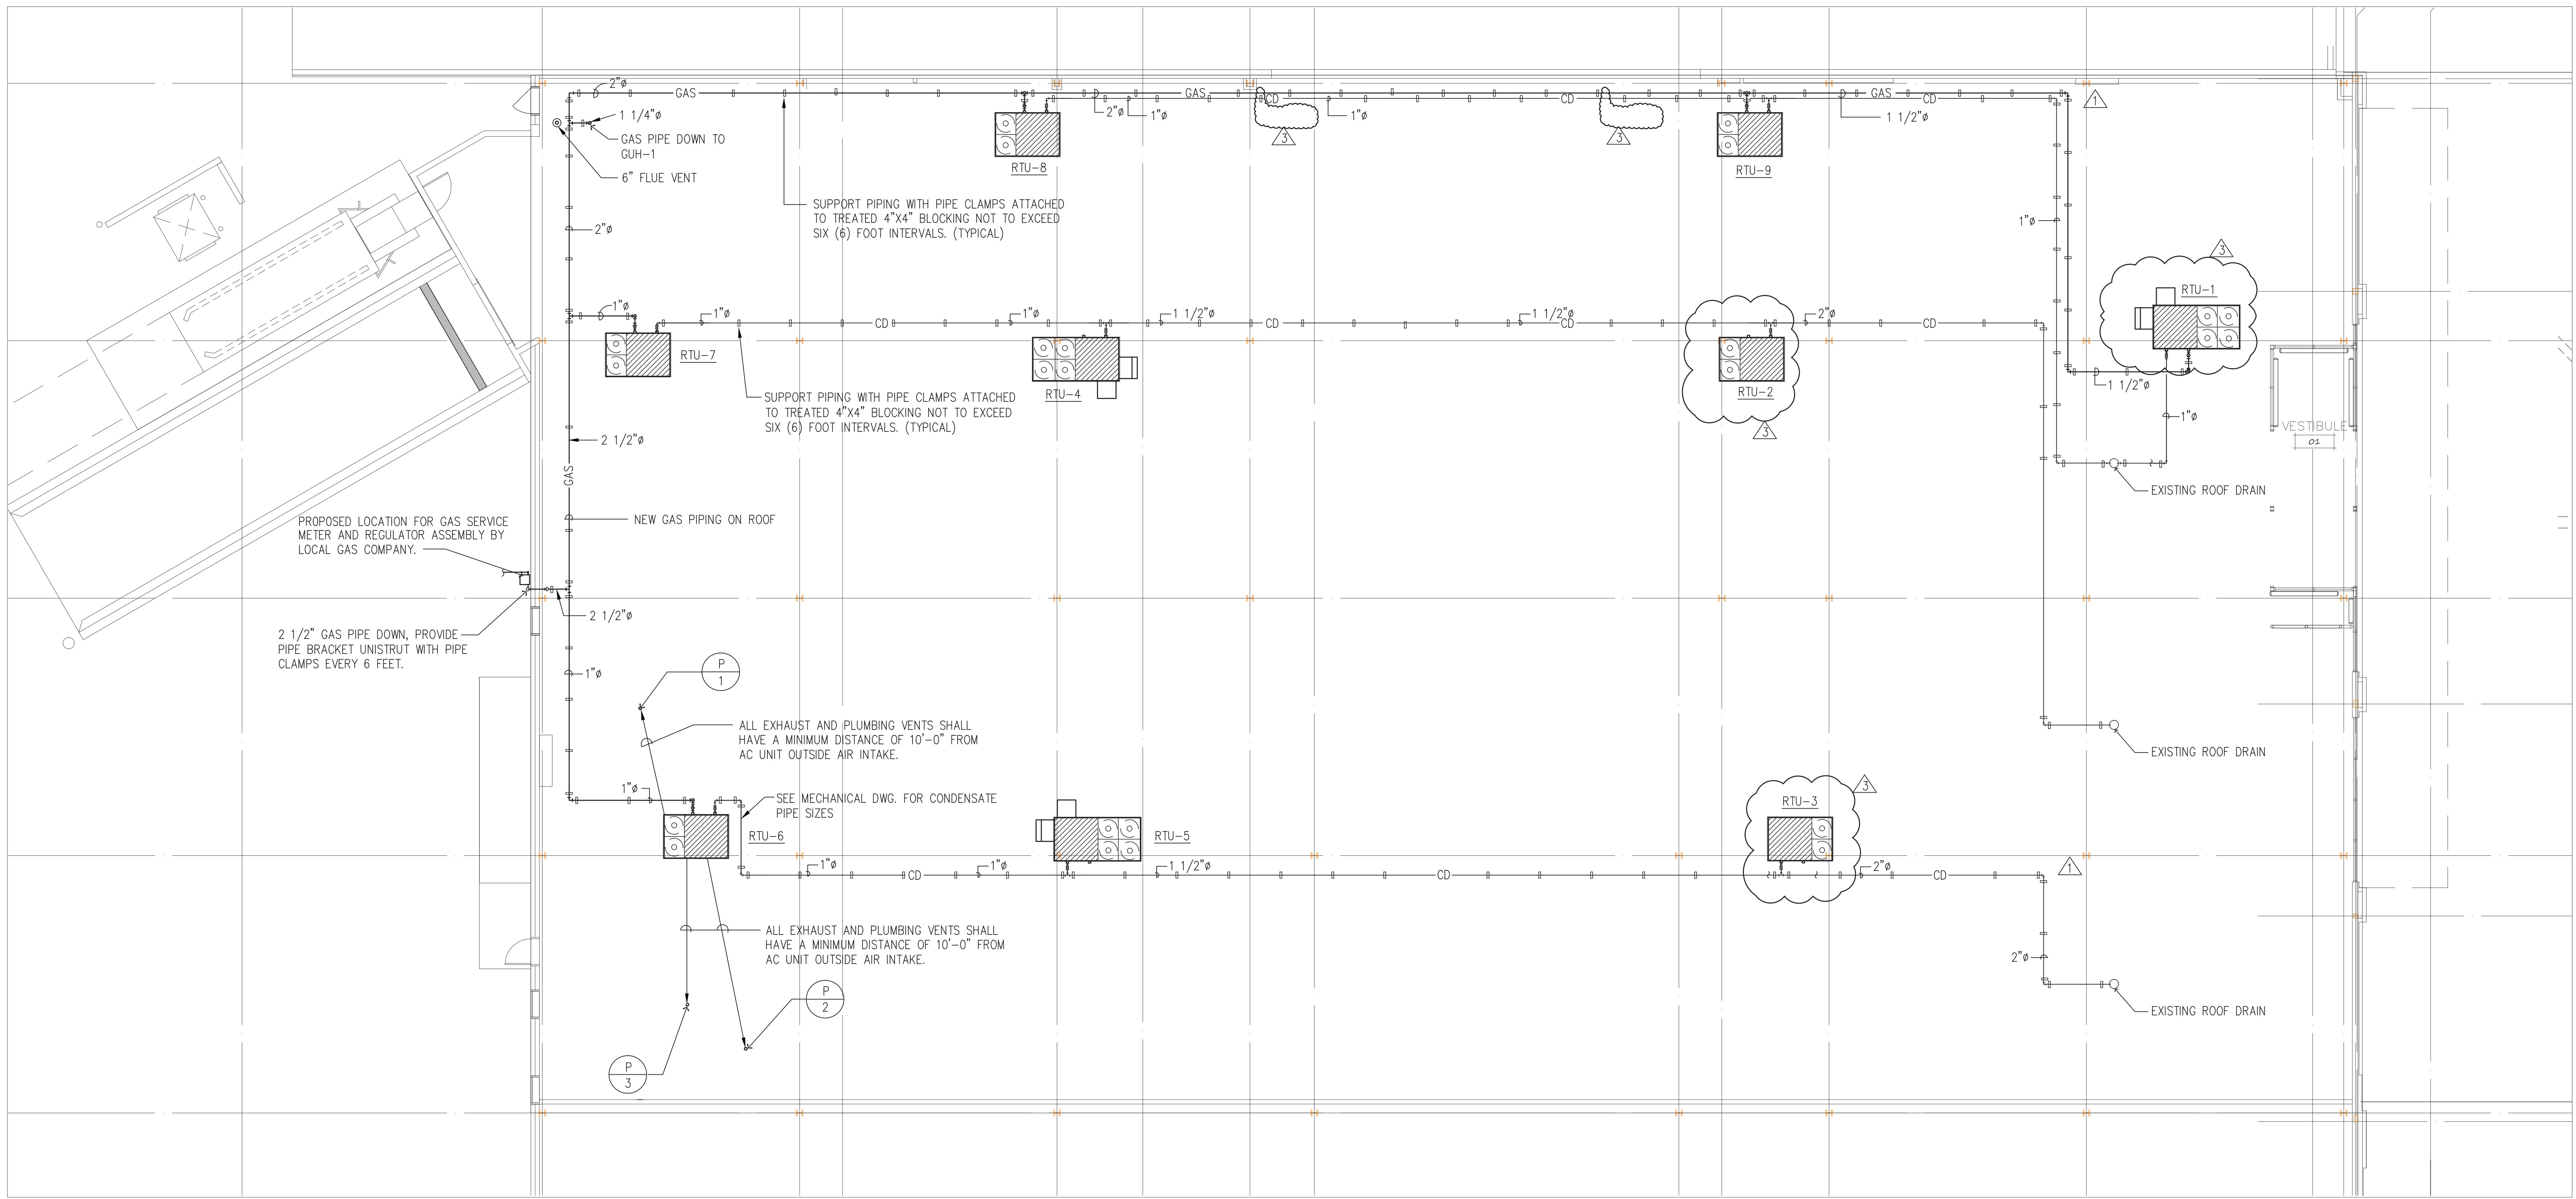 2"ø
GAS
GAS
CD
CD
GAS
CD
1
1 1/4"ø
GAS PIPE DOWN TO
GUH-1
6" FLUE VENT
2"ø
1"ø
1"ø
1 1/2"ø
3
3
RTU-8
RTU-9
SUPPORT PIPING WITH PIPE CLAMPS ATTACHED
TO TREATED 4"X4" BLOCKING NOT TO EXCEED
SIX (6) FOOT INTERVALS. (TYPICAL)
2"ø
1"ø
3
RTU-1
1"ø
1"ø
CD
1"ø
1 1/2"ø
CD
1 1/2"ø
CD
2"ø
CD
RTU-7
RTU-4
RTU-2
3
1 1/2"ø
1"ø
VESTIBULE
01
SUPPORT PIPING WITH PIPE CLAMPS ATTACHED
TO TREATED 4"X4" BLOCKING NOT TO EXCEED
SIX (6) FOOT INTERVALS. (TYPICAL)
2 1/2"ø
GAS
EXISTING ROOF DRAIN
NEW GAS PIPING ON ROOF
PROPOSED LOCATION FOR GAS SERVICE
METER AND REGULATOR ASSEMBLY BY
LOCAL GAS COMPANY.
2 1/2"ø
2 1/2" GAS PIPE DOWN, PROVIDE
PIPE BRACKET UNISTRUT WITH PIPE
CLAMPS EVERY 6 FEET.
1"ø
P
1
ALL EXHAUST AND PLUMBING VENTS SHALL
HAVE A MINIMUM DISTANCE OF 10'-0" FROM
AC UNIT OUTSIDE AIR INTAKE.
EXISTING ROOF DRAIN
1"ø
SEE MECHANICAL DWG. FOR CONDENSATE
PIPE SIZES
RTU-6
RTU-5
RTU-3
3
1"ø
CD
1"ø
1 1/2"ø
CD
2"ø
CD
1
ALL EXHAUST AND PLUMBING VENTS SHALL
HAVE A MINIMUM DISTANCE OF 10'-0" FROM
AC UNIT OUTSIDE AIR INTAKE.
2"ø
P
2
EXISTING ROOF DRAIN
P
3